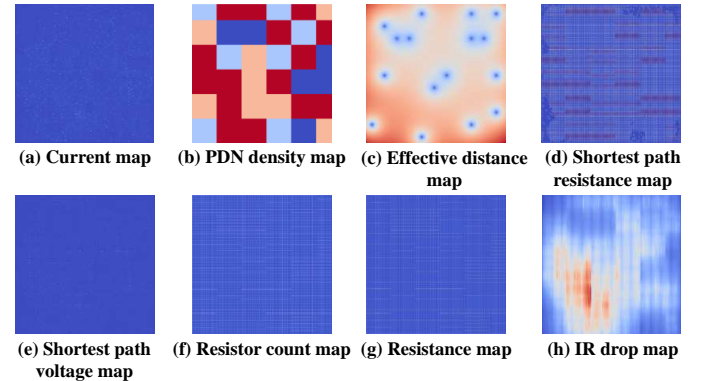 (a) Current map
(b) PDN density map
(c) Effective distance
map
(d) Shortest path
resistance map
(e) Shortest path
voltage map
(f) Resistor count map
(g) Resistance map
(h) IR drop map